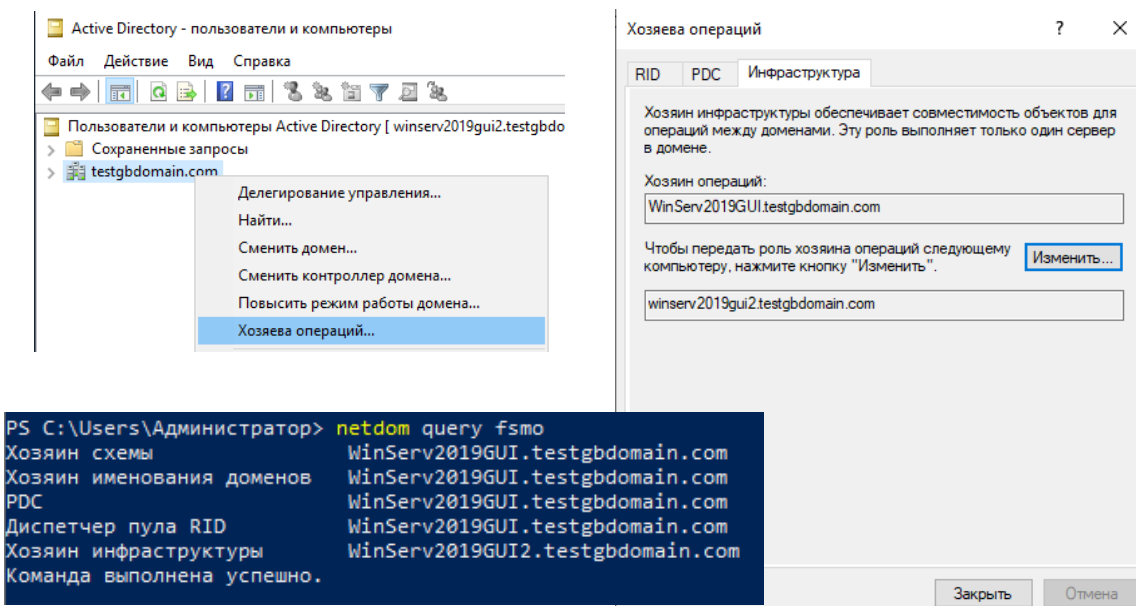 Active Directory - пользователи и компьютеры
Файл Действие Вид Справка
Пользователи и компьютеры Active Directory [ winserv2019gui2.testgbdo
Сохраненные запросы
testgbdomain.com
Делегирование управления...
Найти...
Сменить домен...
Сменить контроллер домена...
Повысить режим работы домена...
Хозяева операций...
Хозяева операций
RID PDC Инфраструктура
Хозяин инфраструктуры обеспечивает совместимость объектов для
операций между доменами. Эту роль выполняет только один сервер
в домене.
Хозяин операций:
WinServ2019GUI.testgbdomain.com
Чтобы передать роль хозяина операций следующему
компьютеру, нажмите кнопку "Изменить".
Изменить...
winserv2019gui2.testgbdomain.com
Закрыть Отмена
PS C:\Users\Администратор> netdom query fsmo
Хозяин схемы WinServ2019GUI.testgbdomain.com
Хозяин именования доменов WinServ2019GUI.testgbdomain.com
PDC WinServ2019GUI.testgbdomain.com
Диспетчер пула RID WinServ2019GUI.testgbdomain.com
Хозяин инфраструктуры WinServ2019GUI2.testgbdomain.com
Команда выполнена успешно.